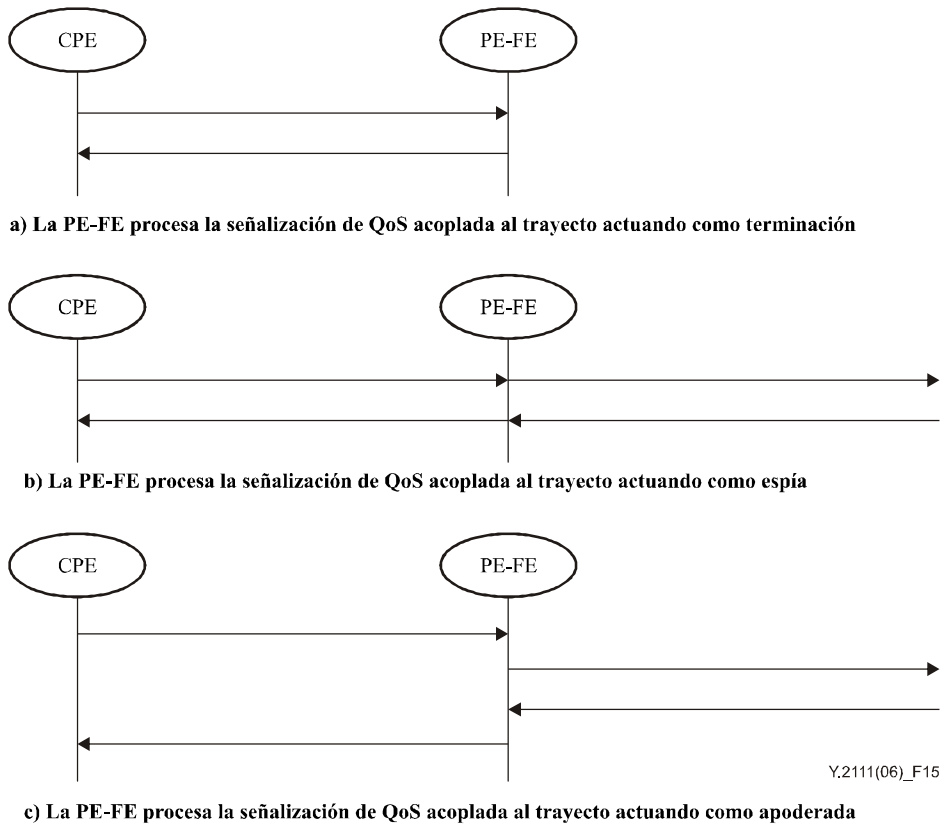 CPE PE-FE
a) La PE-FE procesa la señalización de QoS acoplada al trayecto actuando como terminación
CPE PE-FE
b) La PE-FE procesa la señalización de QoS acoplada al trayecto actuando como espía
CPE PE-FE
Y.2111(06)_F15
c) La PE-FE procesa la señalización de QoS acoplada al trayecto actuando como apoderada